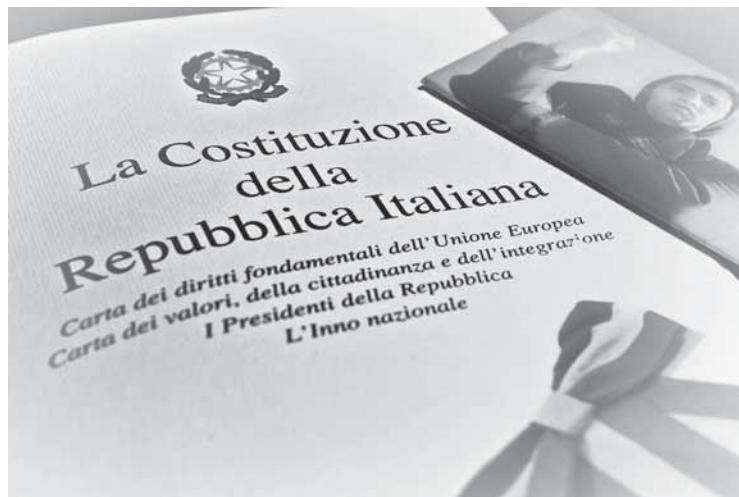 La Costituzione
della
Repubblica Italiana
Carta dei diritti fondamentali dell'Unione Europea
Carta dei valori, della cittadinanza e dell'integrazione
I Presidenti della Repubblica
L'Inno nazionale